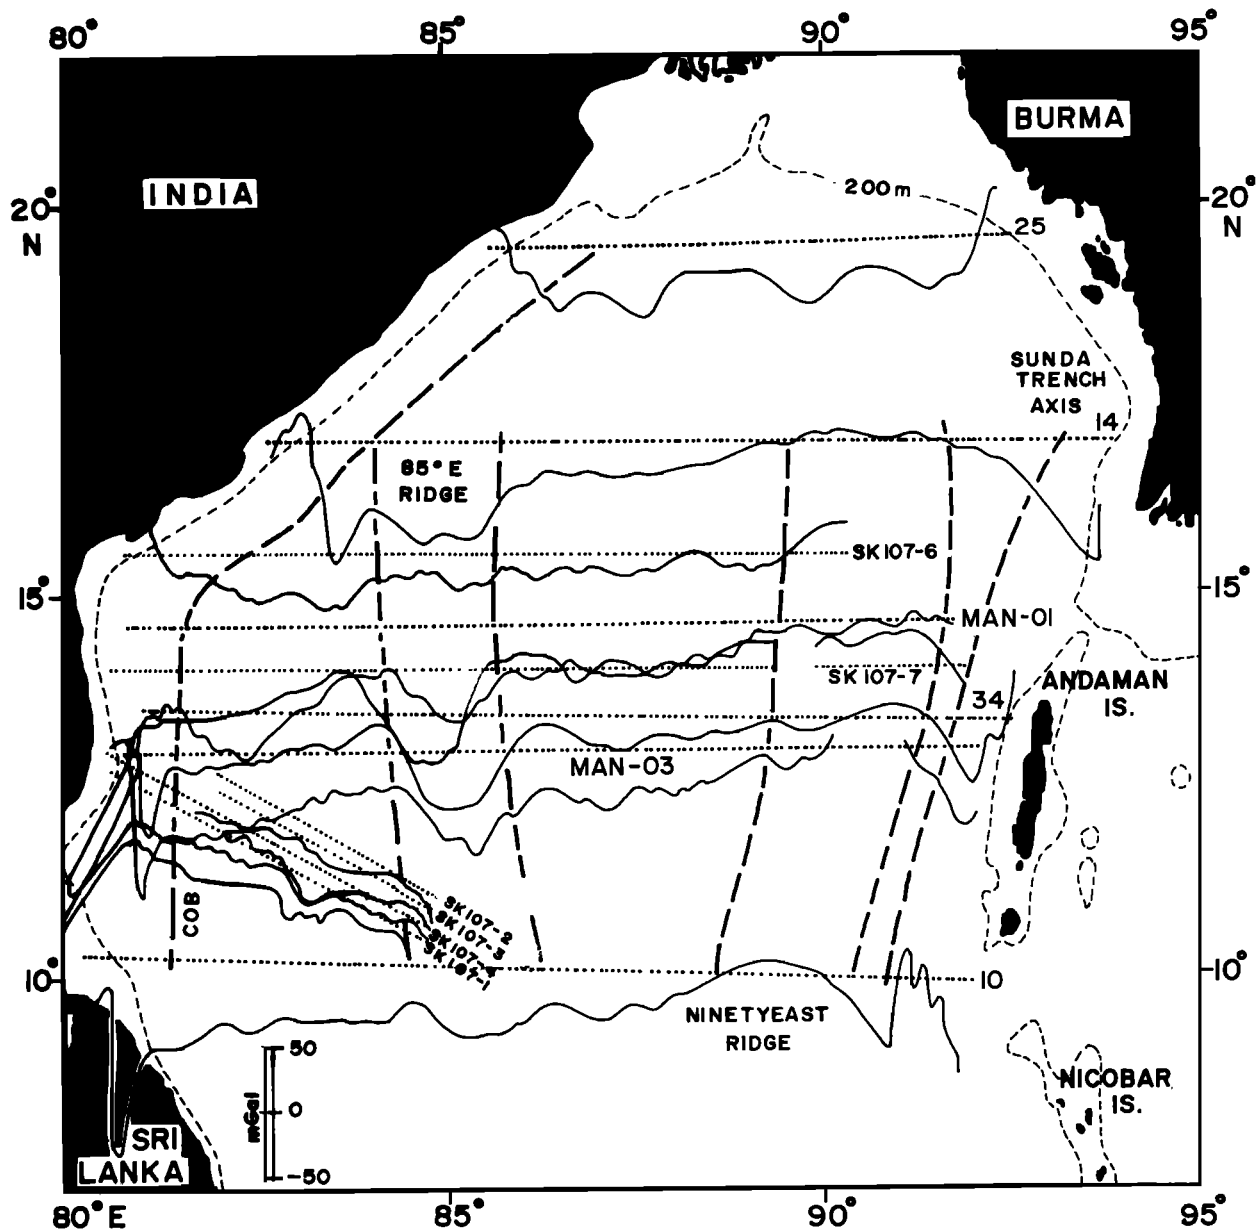 80°
85°
90°
95°
BURMA
INDIA
200 m
20°
N
20°
N
25
SUNDA
TRENCH
AXIS
14
85° E
RIDGE
SK107-6
15°
15°
MAN-01
SK107-7
ANDAMAN
IS.
34
MAN-03
COB
SK107-2
SK107-3
SK107-4
SK107-1
10°
10°
10
NINETYEAST
RIDGE
50
0
-50
mGal
NICOBAR
IS.
SRI
LANKA
80° E
85°
90°
95°